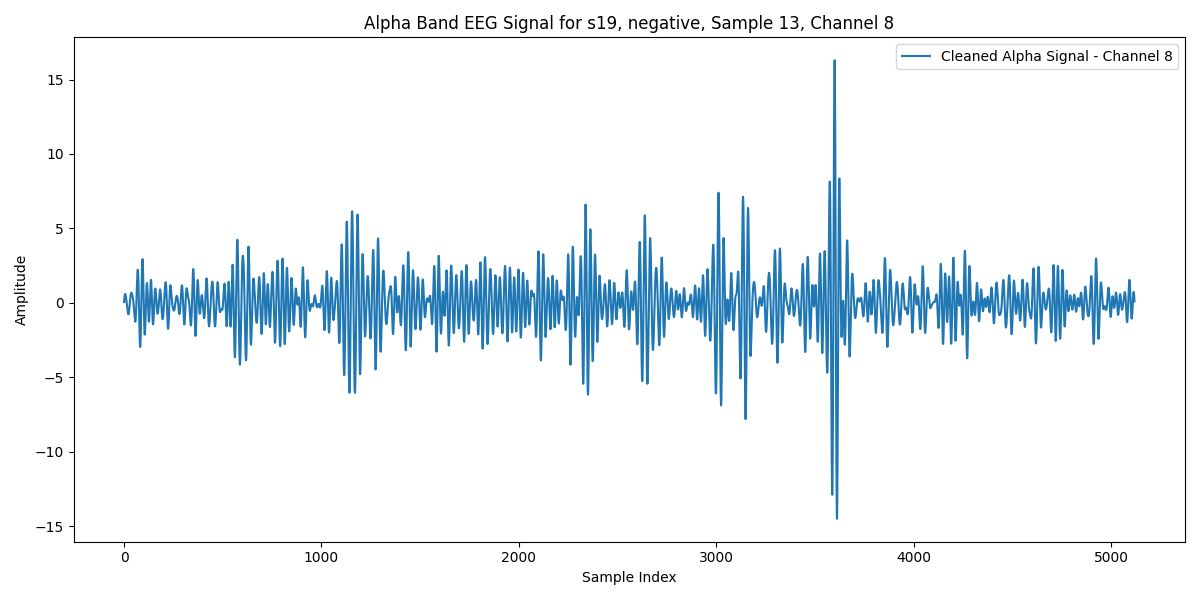 Alpha Band EEG Signal for s19, negative, Sample 13, Channel 8
Cleaned Alpha Signal - Channel 8
Amplitude
15
10
5
0
−5
−10
−15
0 1000 2000 3000 4000 5000
Sample Index